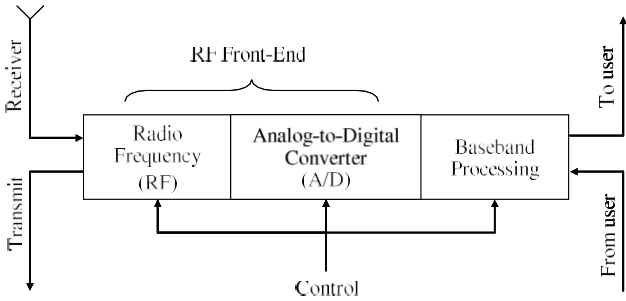 RF Front-End
Receiver
Transmit
Radio
Frequency
(RF)
Analog-to-Digital
Converter
(A/D)
Baseband
Processing
To user
From user
Control